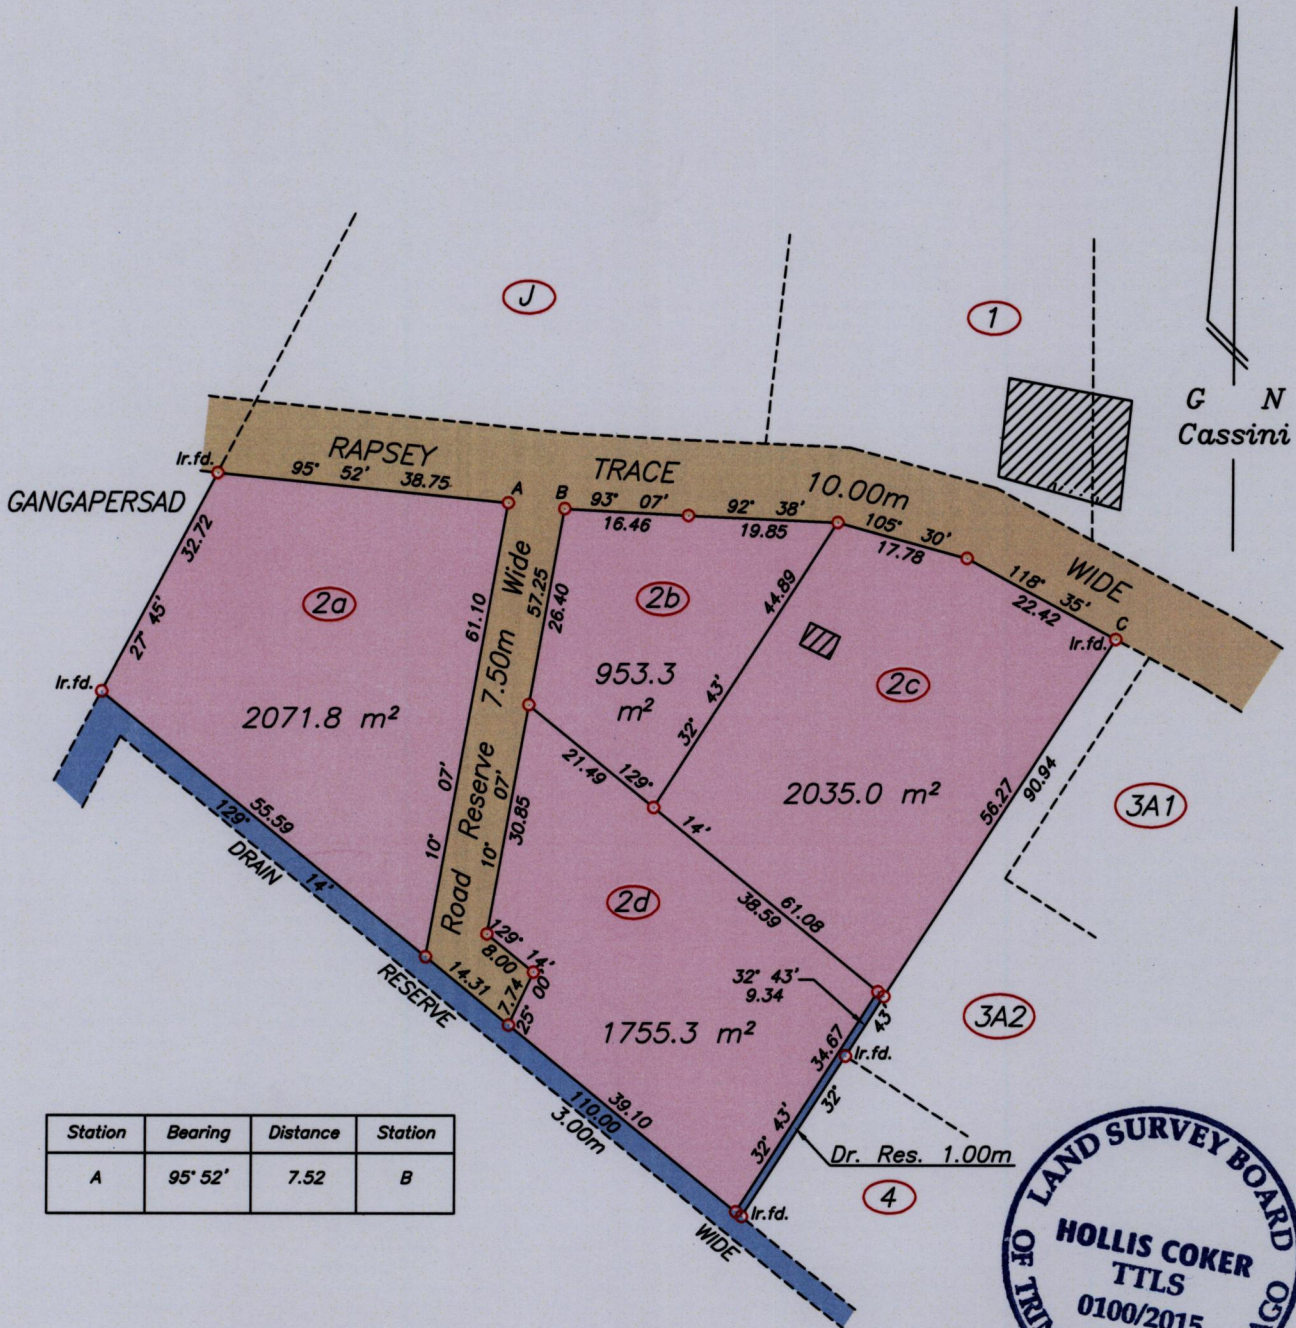 J
1
G N
Cassini
Ir.fd.
RAPSEY TRACE 10.00m WIDE
GANGAPERSAD
95° 52' 38.75
A
B
93° 07'
16.46
92° 38'
19.85
105° 30'
17.78
118° 35'
22.42
C
Ir.fd.
32.72
27° 45'
2a
61.10
10° 07'
Road Reserve 7.50m Wide
57.25
26.40
2b
44.89
32° 43'
2c
Ir.fd.
2071.8 m²
953.3
m²
2035.0 m²
56.27
90.94
3A1
21.49
129° 14'
10° 07'
30.85
55.59
129° 14'
2d
38.59
61.08
129° 14'
8.00
7.74
25° 00'
14.31
32° 43'
9.34
32° 43'
3A2
1755.3 m²
34.67
Ir.fd.
32° 43'
39.10
110.00
DRAIN RESERVE 3.00m WIDE
Dr. Res. 1.00m
4
Ir.fd.
Station Bearing Distance Station
A 95° 52' 7.52 B
LAND SURVEY BOARD
OF
HOLLIS COKER
TTLS
0100/2015